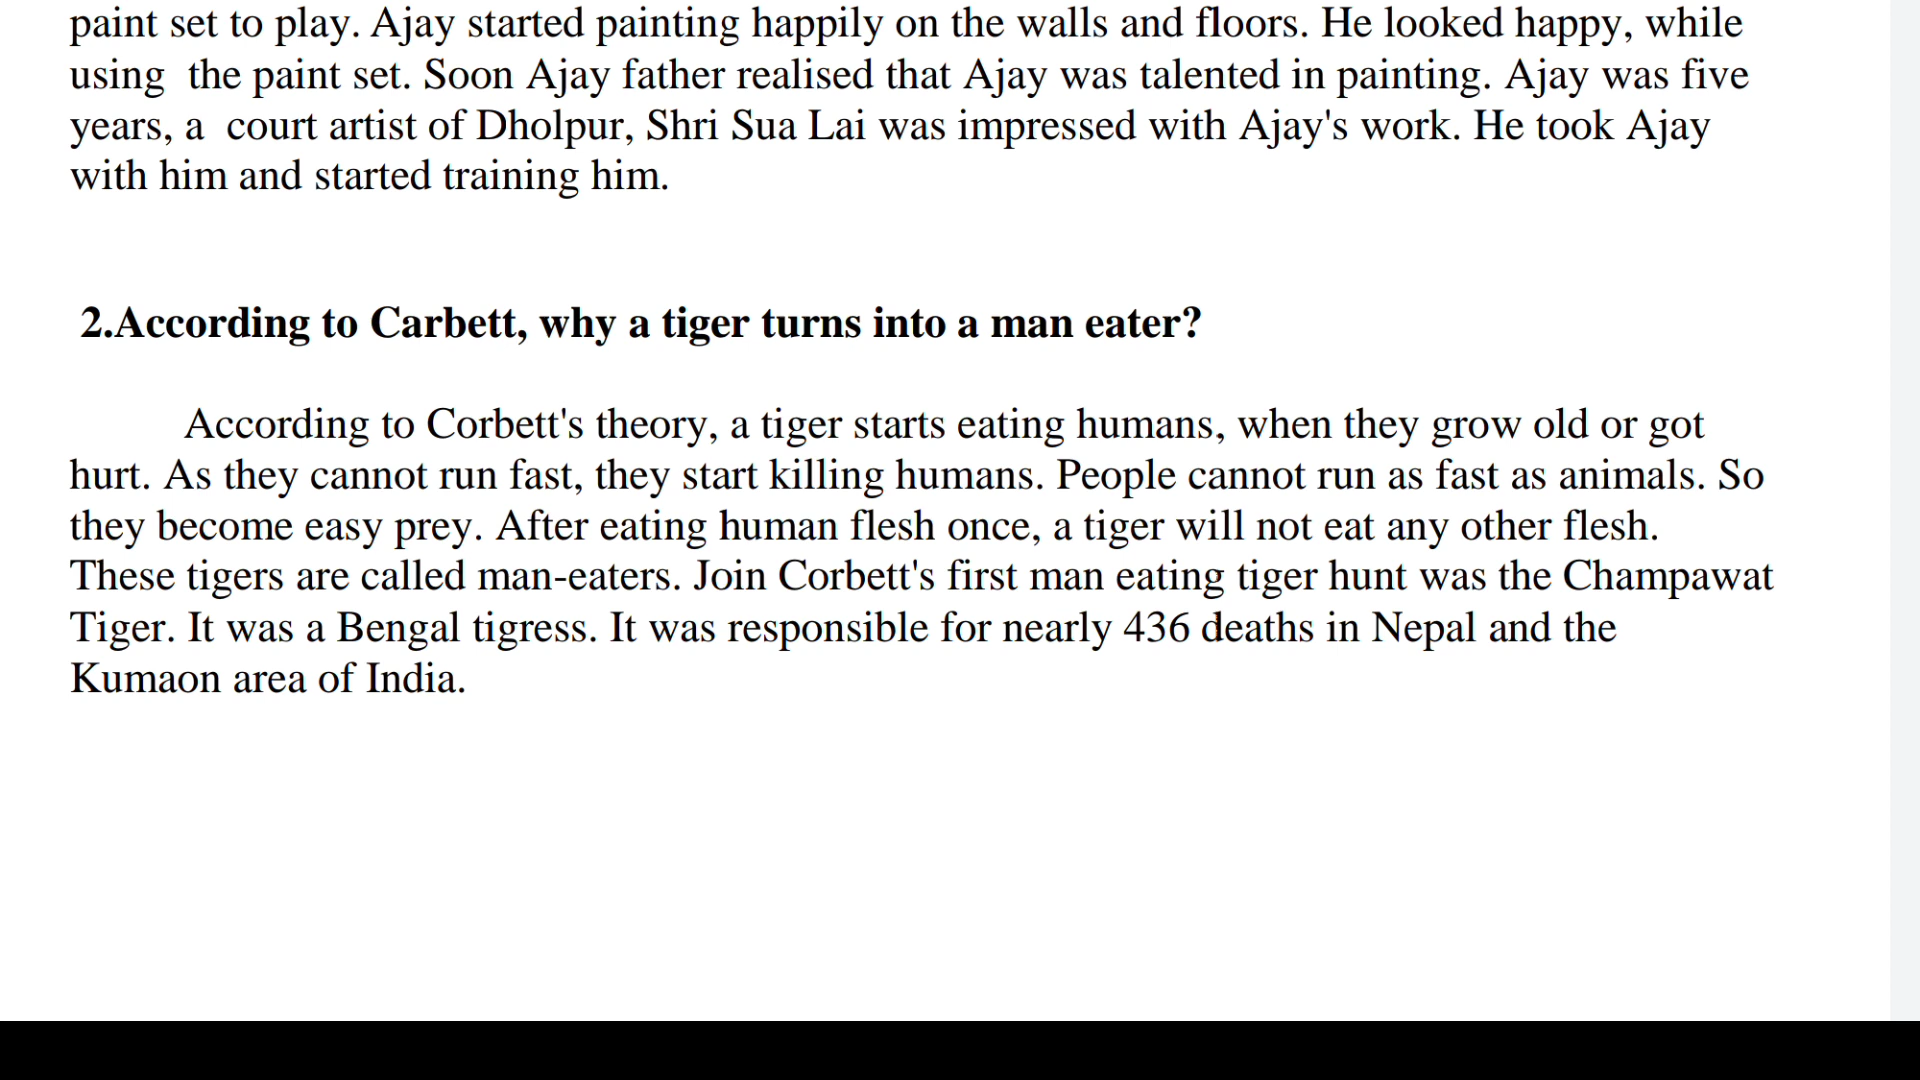 paint set to play. Ajay started painting happily on the walls and floors. He looked happy, while
using  the paint set. Soon Ajay father realised that Ajay was talented in painting. Ajay was five
years, a  court artist of Dholpur, Shri Sua Lai was impressed with Ajay's work. He took Ajay
with him and started training him.
2.According to Carbett, why a tiger turns into a man eater?
According to Corbett's theory, a tiger starts eating humans, when they grow old or got
hurt. As they cannot run fast, they start killing humans. People cannot run as fast as animals. So
they become easy prey. After eating human flesh once, a tiger will not eat any other flesh.
These tigers are called man-eaters. Join Corbett's first man eating tiger hunt was the Champawat
Tiger. It was a Bengal tigress. It was responsible for nearly 436 deaths in Nepal and the
Kumaon area of India.